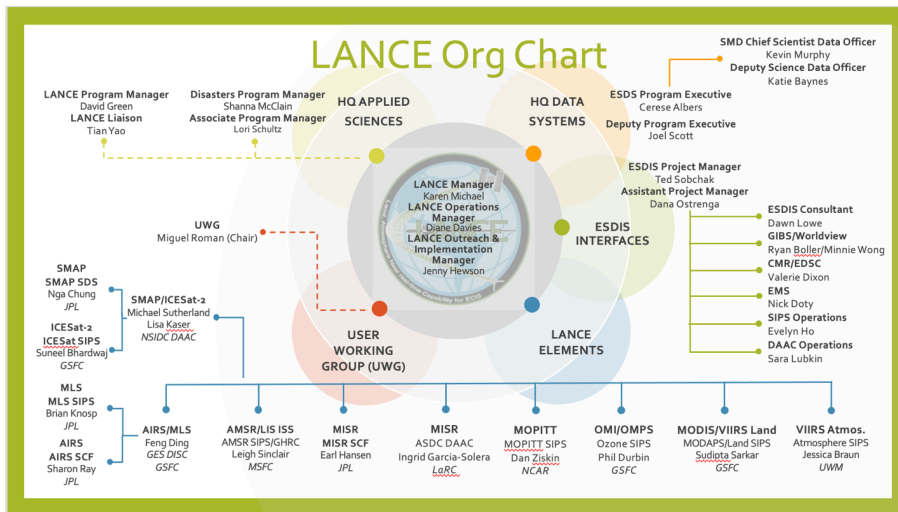 LANCE Org Chart
SMD Chief Scientist Data Officer
Kevin Murphy
Deputy Science Data Officer
Katie Baynes
ESDS Program Executive
Cerese Albers
Deputy Program Executive
Joel Scott
LANCE Program Manager
David Green
LANCE Liaison
Tian Yao
Disasters Program Manager
Shanna McClain
Associate Program Manager
Lori Schultz
HQ APPLIED
SCIENCES
HQ DATA
SYSTEMS
ESDIS Project Manager
Ted Sobchak
Assistant Project Manager
Dana Ostrenga
LANCE Manager
Karen Michael
LANCE Operations
Manager
Diane Davies
LANCE Outreach &
Implementation
Manager
Jenny Hewson
ESDIS
INTERFACES
ESDIS Consultant
Dawn Lowe
GIBS/Worldview
Ryan Boller/Minnie Wong
CMR/EDSC
Valerie Dixon
EMS
Nick Doty
SIPS Operations
Evelyn Ho
DAAC Operations
Sara Lubkin
UWG
Miguel Roman (Chair)
USER
WORKING
GROUP (UWG)
LANCE
ELEMENTS
SMAP
SMAP SDS
Nga Chung
JPL
ICESat-2
ICESat SIPS
Suneel Bhardwaj
GSFC
SMAP/ICESat-2
Michael Sutherland
Lisa Kaser
NSIDC DAAC
MLS
MLS SIPS
Brian Knosp
JPL
AIRS
AIRS SCF
Sharon Ray
JPL
AIRS/MLS
Feng Ding
GES DISC
GSFC
AMSR/LIS ISS
AMSR SIPS/GHRC
Leigh Sinclair
MSFC
MISR
MISR SCF
Earl Hansen
JPL
MISR
ASDC DAAC
Ingrid Garcia-Solera
LaRC
MOPITT
MOPITT SIPS
Dan Ziskin
NCAR
OMI/OMPS
Ozone SIPS
Phil Durbin
GSFC
MODIS/VIIRS Land
MODAPS/Land SIPS
Sudipta Sarkar
GSFC
VIIRS Atmos.
Atmosphere SIPS
Jessica Braun
UWM